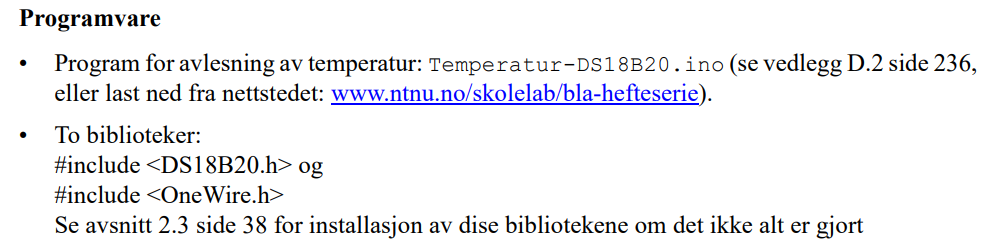 Programvare
• Program for avlesning av temperatur: Temperatur-DS18B20.ino (se vedlegg D.2 side 236,
eller last ned fra nettstedet: www.ntnu.no/skolelab/bla-hefteserie).
• To biblioteker:
#include <DS18B20.h> og
#include <OneWire.h>
Se avsnitt 2.3 side 38 for installasjon av dise bibliotekene om det ikke alt er gjort